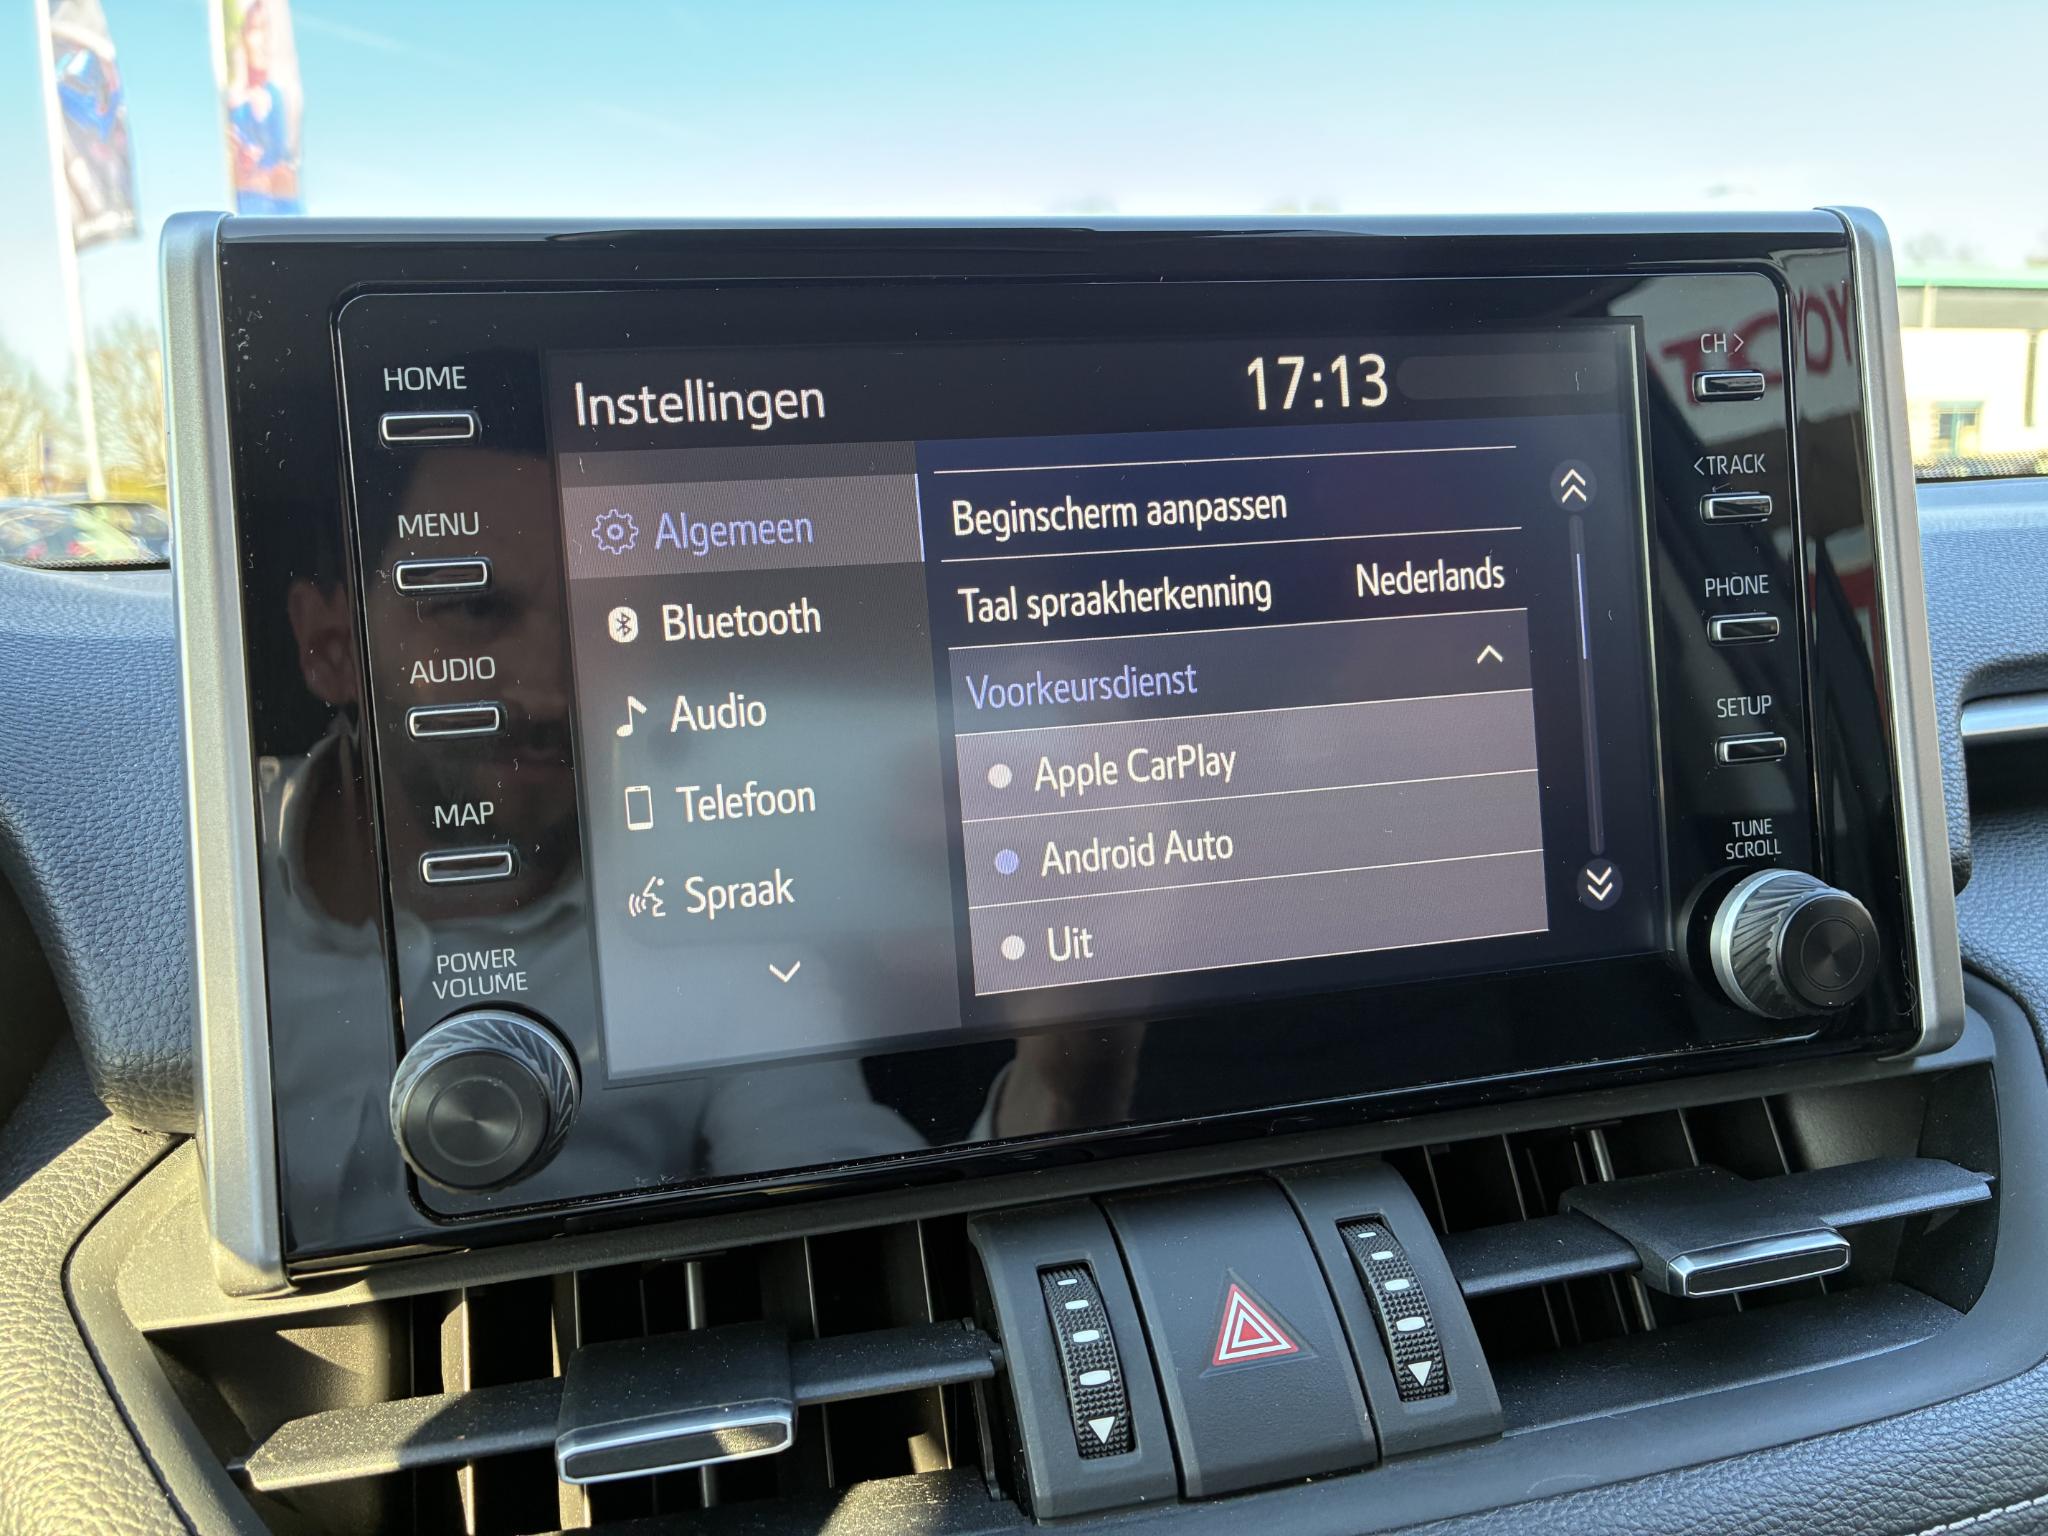 HOME
MENU
AUDIO
MAP
POWER
VOLUME
Instellingen
17:13
Algemeen
Bluetooth
Audio
Telefoon
Spraak
Beginscherm aanpassen
Taal spraakherkenning Nederlands
Voorkeursdienst
Apple CarPlay
Android Auto
Uit
CH>
<TRACK
PHONE
SETUP
TUNE
SCROLL